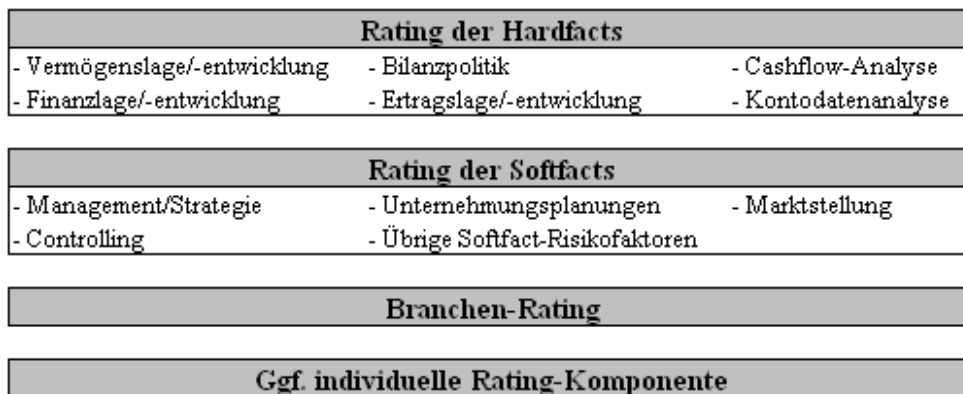 Rating der Hardfacts
- Vermögenslage/-entwicklung - Bilanzpolitik - Cashflow-Analyse
- Finanzlage/-entwicklung - Ertragslage/-entwicklung - Kontodatenanalyse
Rating der Softfacts
- Management/Strategie - Unternehmungsplanungen - Marktstellung
- Controlling - Übrige Softfact-Risikofaktoren
Branchen-Rating
Ggf. individuelle Rating-Komponente